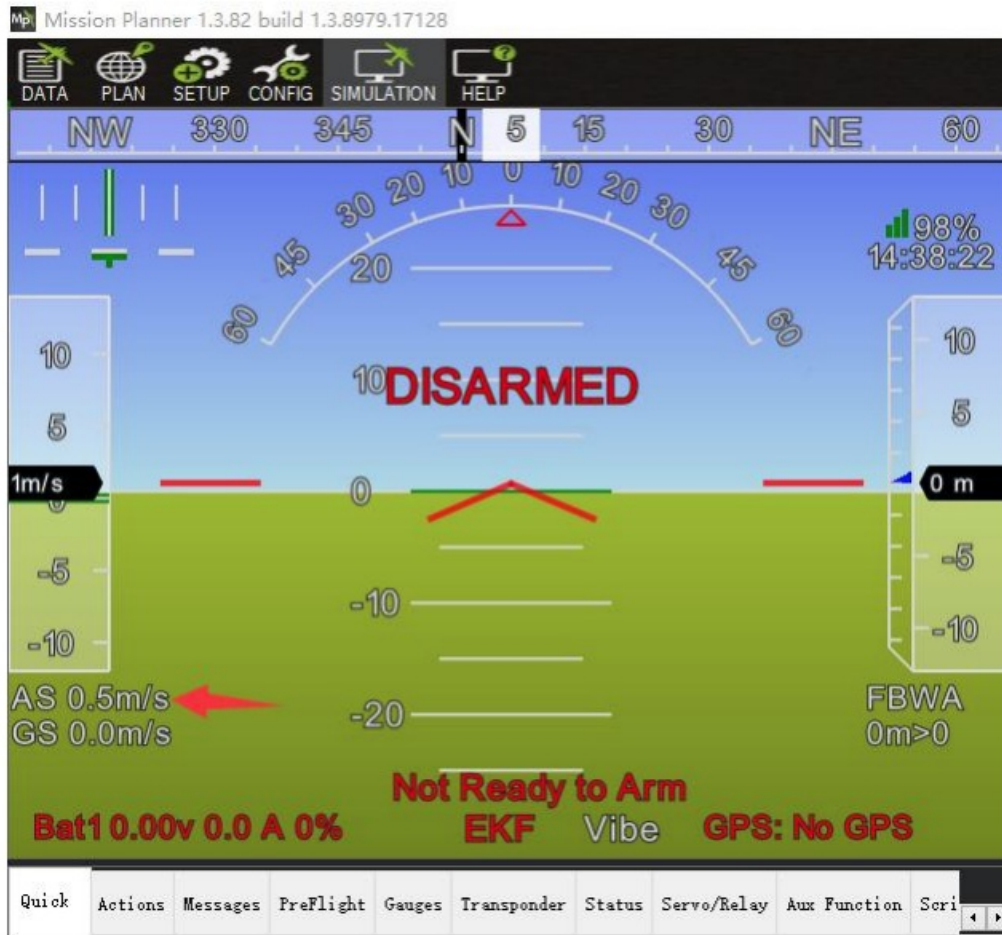 Mp Mission Planner 1.3.82 build 1.3.8979.17128
DATA PLAN SETUP CONFIG SIMULATION HELP
NW 330 345 N 5 15 30 NE 60
60 45 30 20 10 0 10 20 30 45 60
98%
14:38:22
20
10
0
-10
-20
DISARMED
10
5
1m/s
0
-5
-10
10
5
0 m
-5
-10
AS 0.5m/s
GS 0.0m/s
FBWA
0m>0
Not Ready to Arm
Bat1 0.00v 0.0 A 0% EKF Vibe GPS: No GPS
Quick Actions Messages PreFlight Gauges Transponder Status Servo/Relay Aux Function Scri